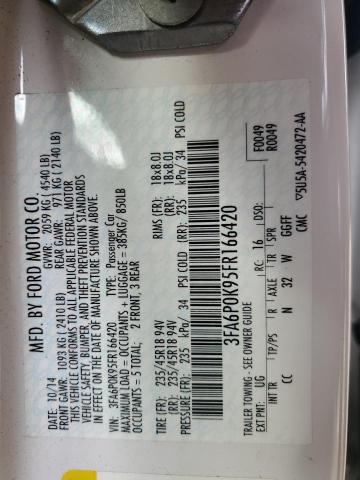 MFD. BY FORD MOTOR CO.
DATE: 10/14 GVWR: 2059 KG ( 4540 LB)
FRONT GAWR: 1093 KG ( 2410 LB) REAR GAWR: 971 KG ( 2140 LB)
THIS VEHICLE CONFORMS TO ALL APPLICABLE FEDERAL MOTOR
VEHICLE SAFETY, BUMPER, AND THEFT PREVENTION STANDARDS
IN EFFECT ON THE DATE OF MANUFACTURE SHOWN ABOVE.
VIN: 3FA6P0K95FR166420 TYPE: Passenger Car
MAXIMUM LOAD = OCCUPANTS + LUGGAGE = 385KG/ 850LB
OCCUPANTS = 5 TOTAL: 2 FRONT, 3 REAR
TIRE (FR): 235/45R18 94V RIMS (FR): 18x8.0J
TIRE (RR): 235/45R18 94V RIMS (RR): 18x8.0J
PRESSURE (FR): 235 kPa/ 34 PSI COLD (RR): 235 kPa/ 34 PSI COLD
3FA6P0K95FR166420
TRAILER TOWING - SEE OWNER GUIDE F0049
EXT PNT: UG RC: 16 DSO: R0049
INT TR TP/PS R AXLE TR SPR
CC N 32 W GGFF
CMC 5U5A-5420472-AA